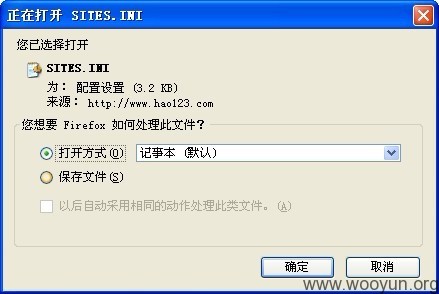 正在打开 SITES.INI
您已选择打开
SITES.INI
为: 配置设置 (3.2 KB)
来源: http://www.hao123.com
您想要 Firefox 如何处理此文件?
打开方式(O) 记事本 (默认)
保存文件(S)
以后自动采用相同的动作处理此类文件。(A)
确定 取消
www.wooyun.org